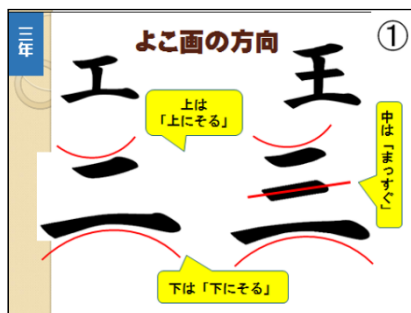 三年
よこ画の方向
①
工
王
上は
「上にそる」
中は「まっすぐ」
二
三
下は「下にそる」